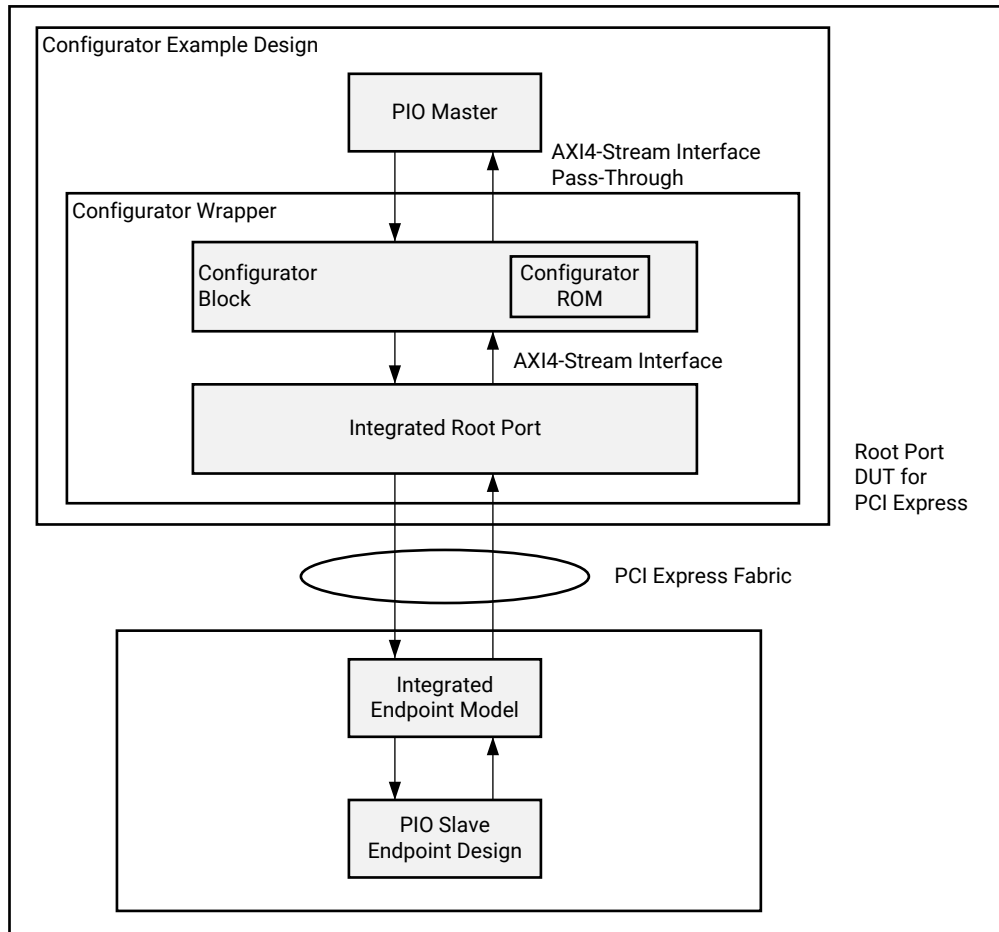 Configurator Example Design
PIO Master
AXI4-Stream Interface
Pass-Through
Configurator Wrapper
Configurator
Block
Configurator
ROM
AXI4-Stream Interface
Integrated Root Port
Root Port
DUT for
PCI Express
PCI Express Fabric
Integrated
Endpoint Model
PIO Slave
Endpoint Design